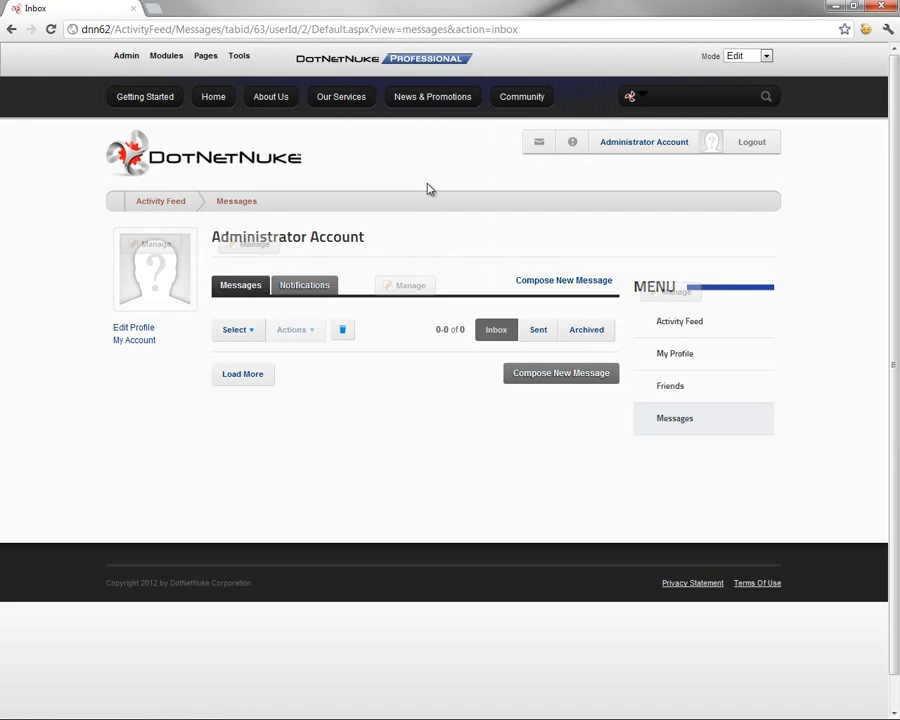 Inbox
dnn62/ActivityFeed/Messages/tabid/63/userId/2/Default.aspx?view=messages&action=inbox
Admin Modules Pages Tools DOTNETNUKE PROFESSIONAL Mode Edit
Getting Started Home About Us Our Services News & Promotions Community
Administrator Account Logout
DOTNETNUKE
Activity Feed Messages
Manage
Administrator Account
Manage
Messages Notifications Manage Compose New Message
MENU
Manage
Edit Profile
My Account
Select Actions 0-0 of 0 Inbox Sent Archived
Load More Compose New Message
Activity Feed
My Profile
Friends
Messages
Copyright 2012 by DotNetNuke Corporation Privacy Statement Terms Of Use